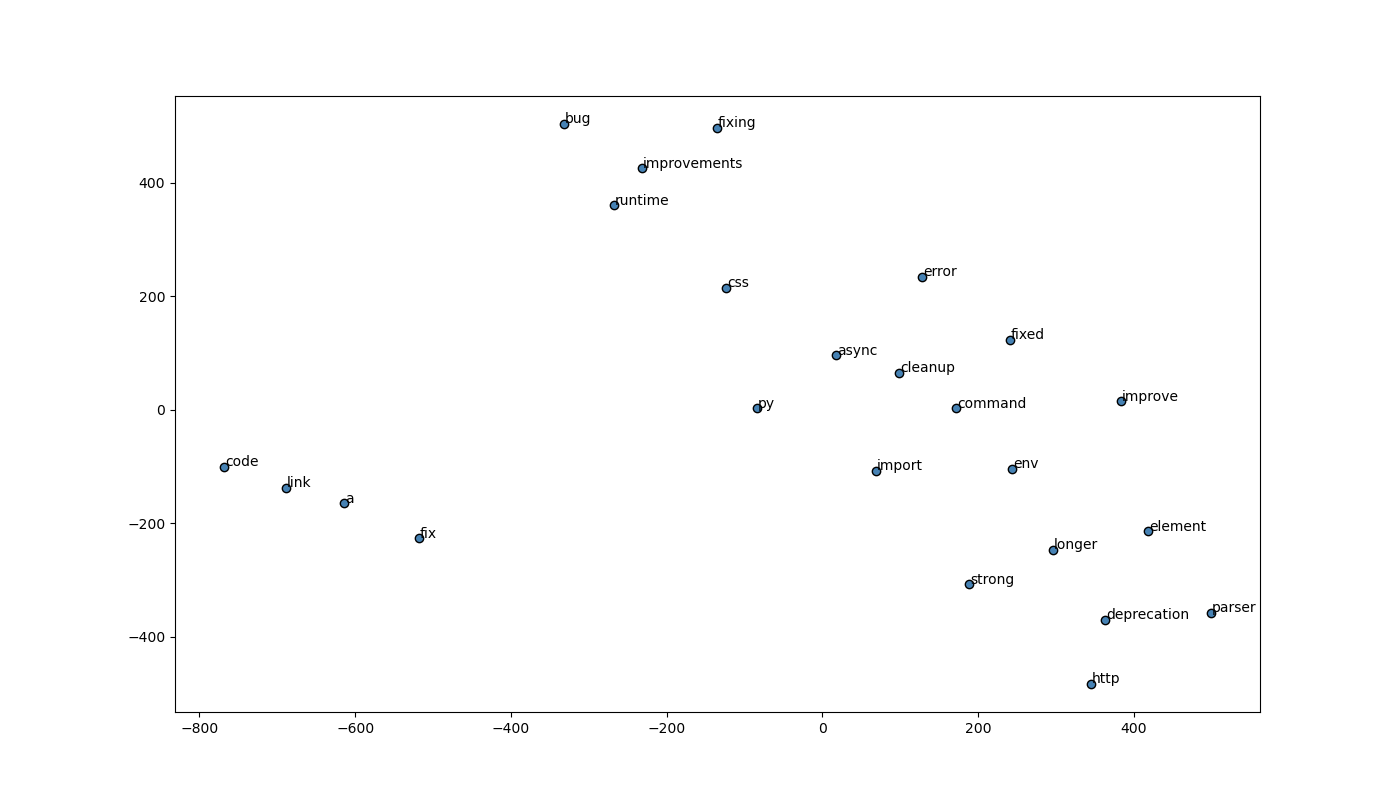 bug
fixing
improvements
400
runtime
error
css
200
fixed
async
cleanup
improve
command
py
0
code
env
import
link
a
−200
element
fix
longer
strong
parser
deprecation
−400
http
−800
−600
−400
−200
0
200
400